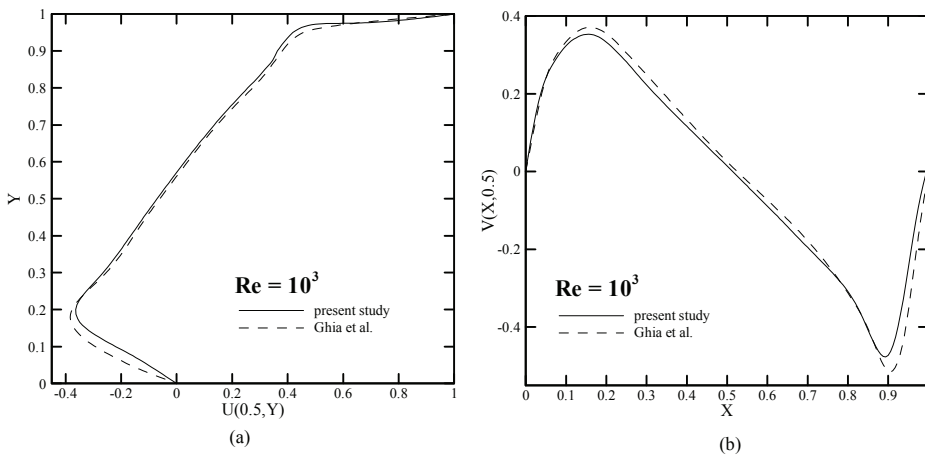 1
0.9
0.8
0.7
0.6
0.5
0.4
0.3
0.2
0.1
0
Y
-0.4 -0.2 0 0.2 0.4 0.6 0.8 1
U(0.5,Y)
Re = 10³
present study
Ghia et al.
(a)
0.4
0.2
0
-0.2
-0.4
V(X,0.5)
0 0.1 0.2 0.3 0.4 0.5 0.6 0.7 0.8 0.9
X
Re = 10³
present study
Ghia et al.
(b)